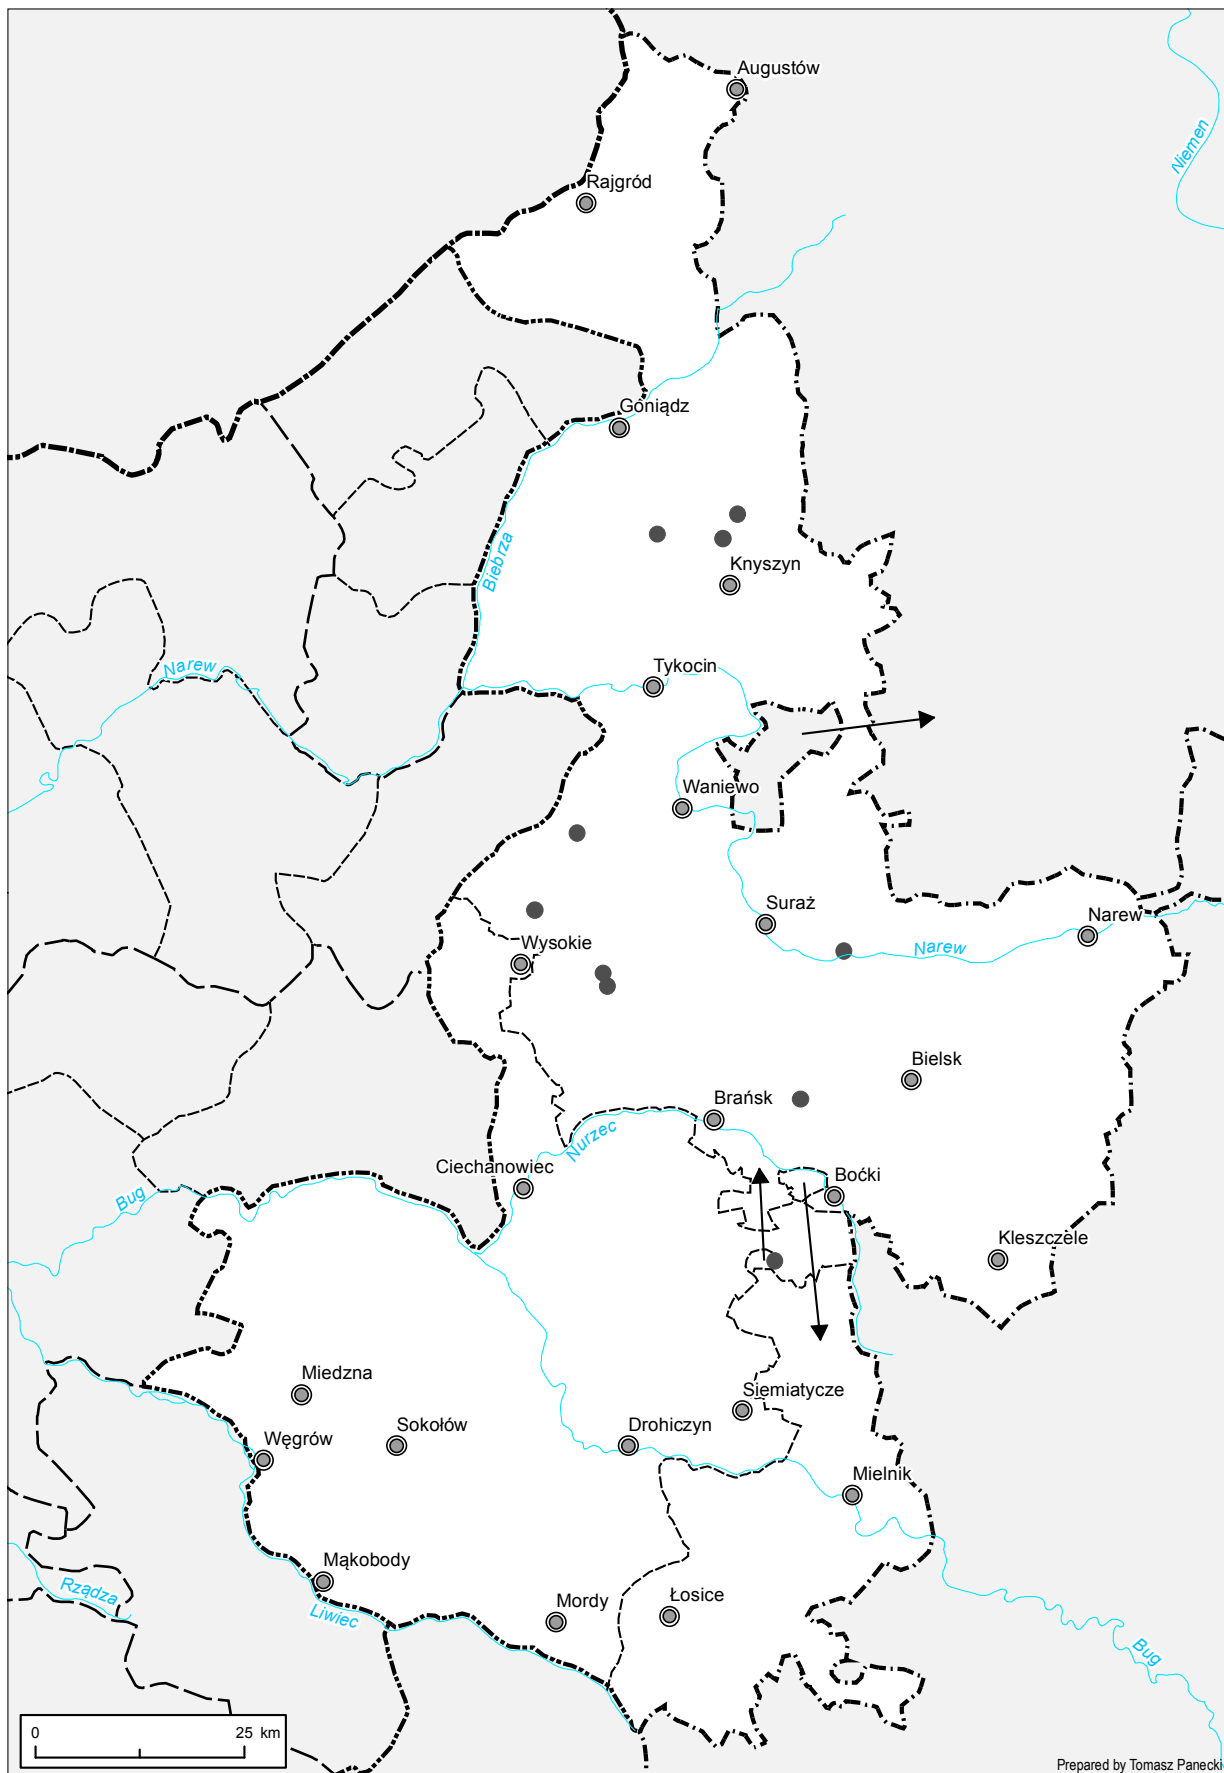 Augustów
Niemen
Rajgród
Goniądz
Biebrza
Knyszyn
Narew
Tykocin
Waniewo
Suraż
Narew
Narew
Wysokie
Bielsk
Brańsk
Nurzec
Ciechanowiec
Boćki
Bug
Kleszczele
Miedzna
Siemiatycze
Sokołów
Drohiczyn
Węgrów
Mielnik
Mąkobody
Rządza
Liwiec
Mordy
Łosice
Bug
0 25 km
Prepared by Tomasz Panecki